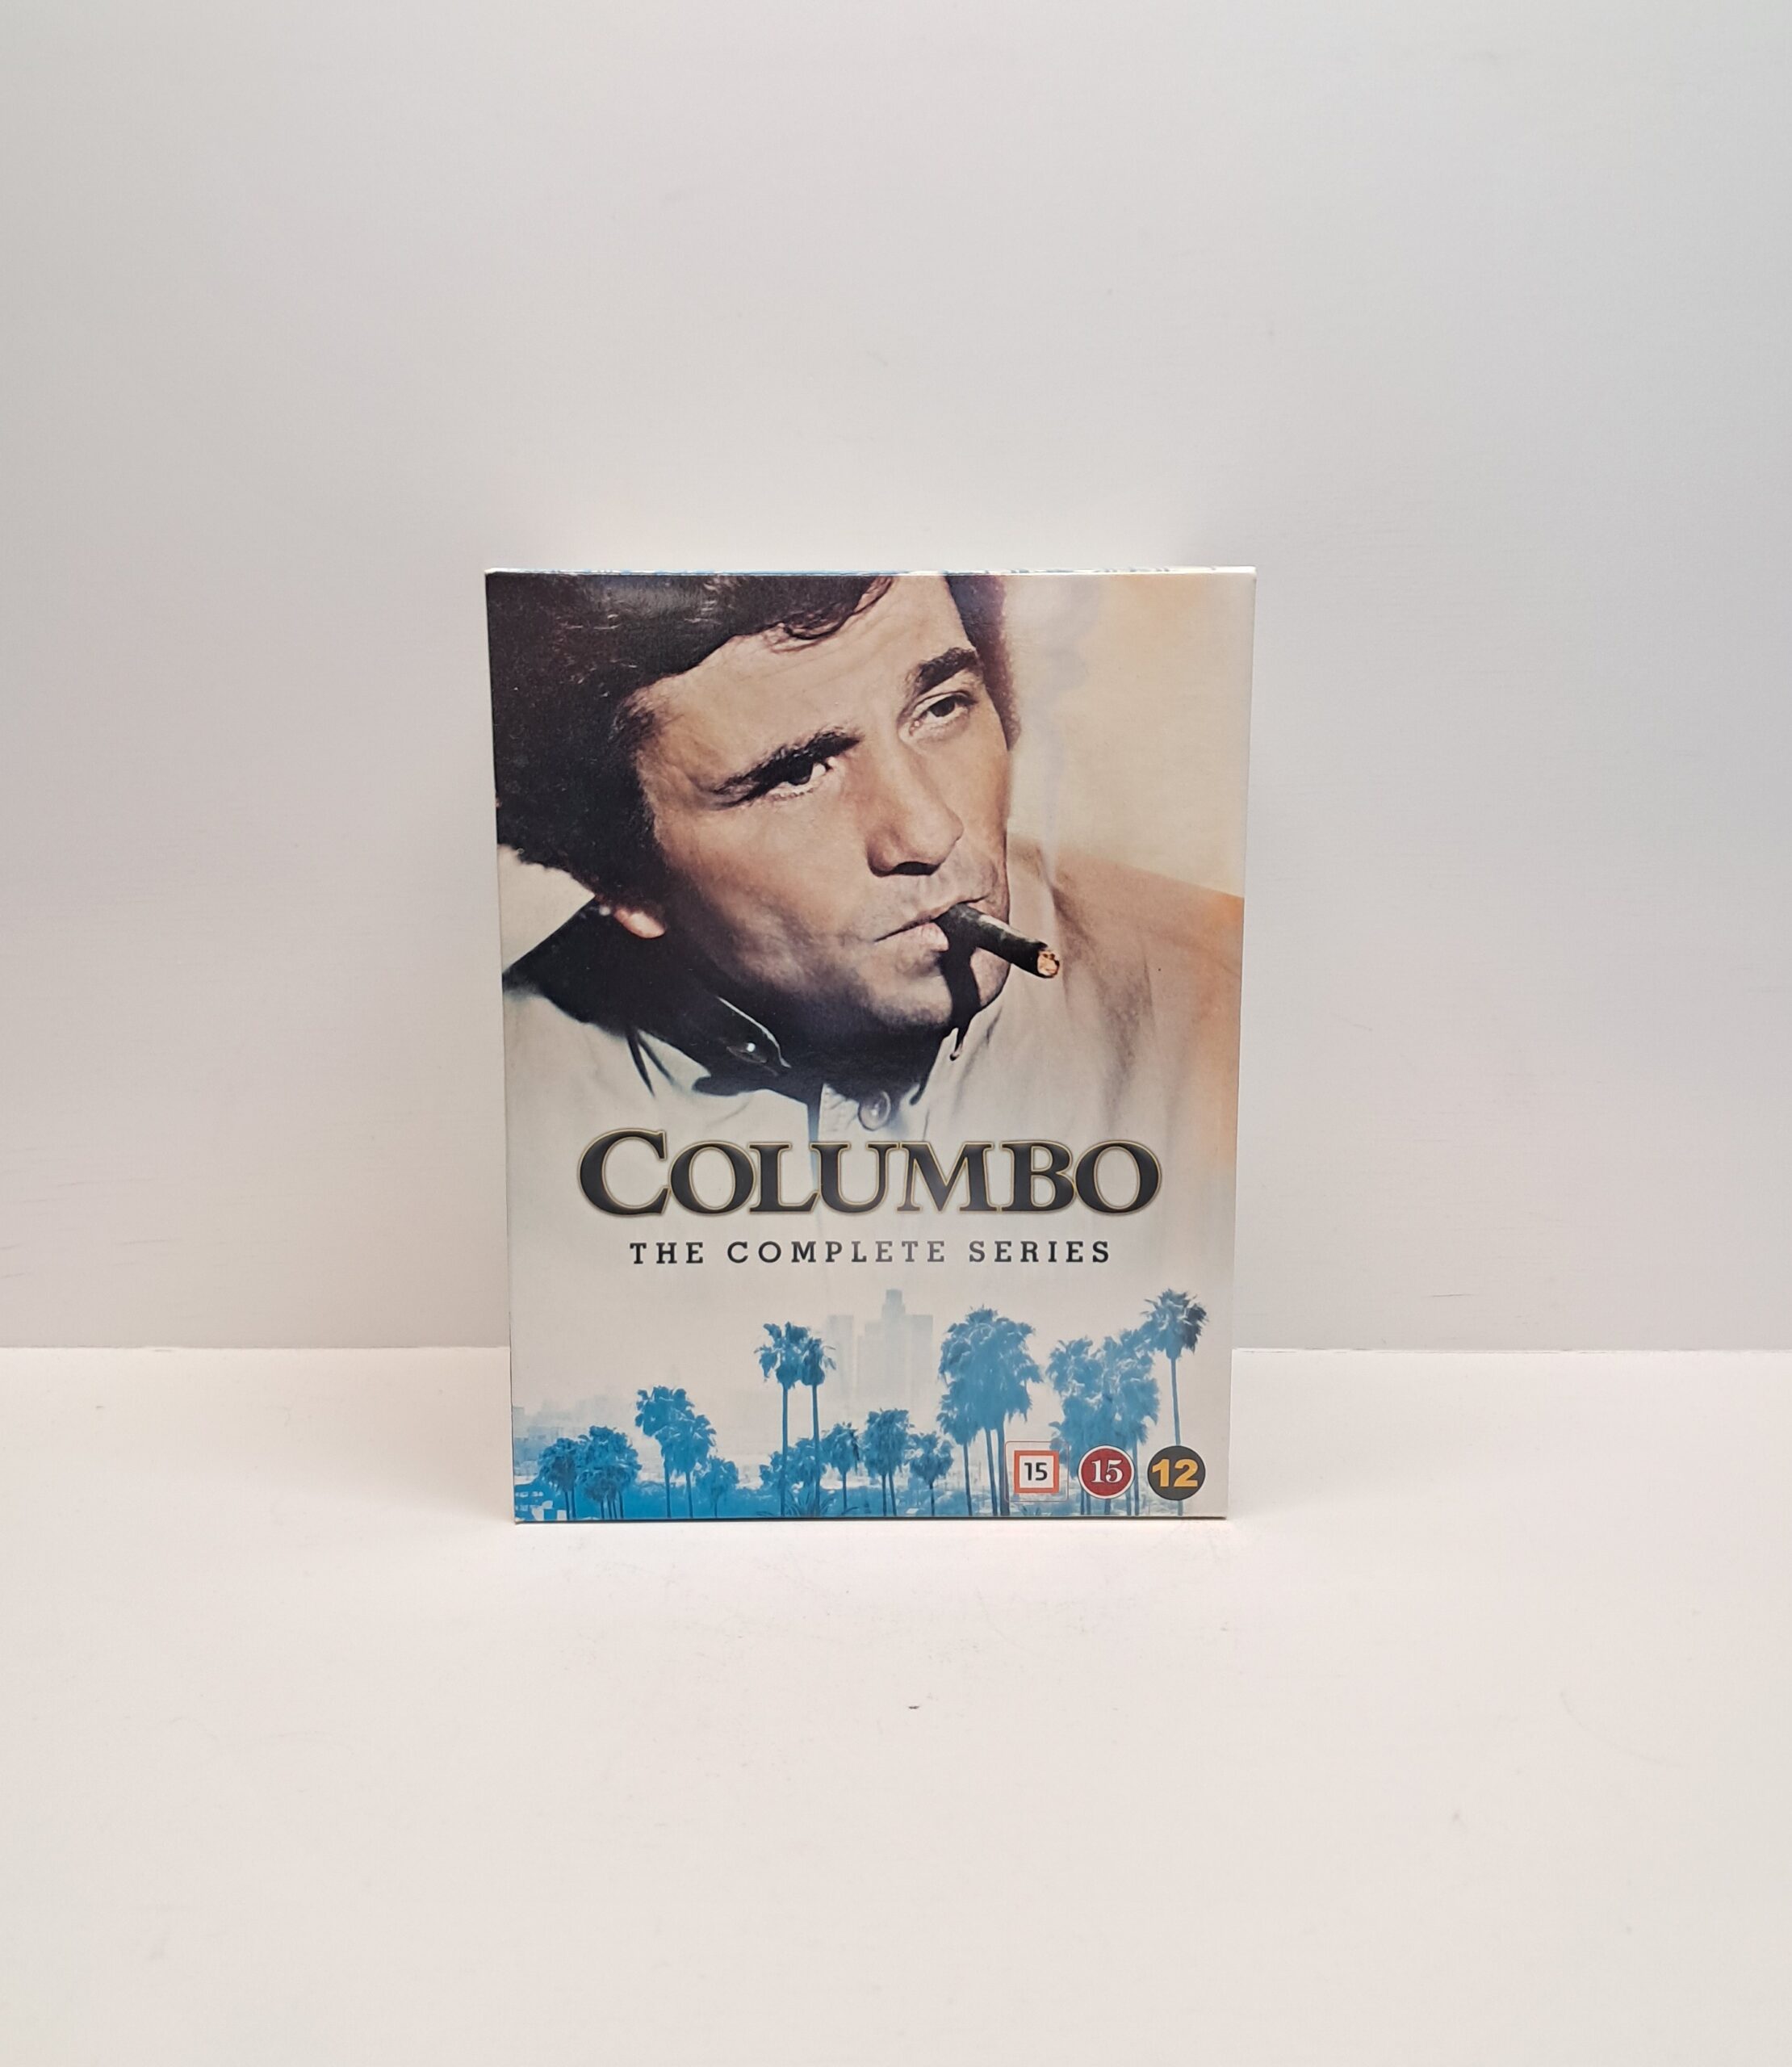 COLUMBO
THE COMPLETE SERIES
15 15 12